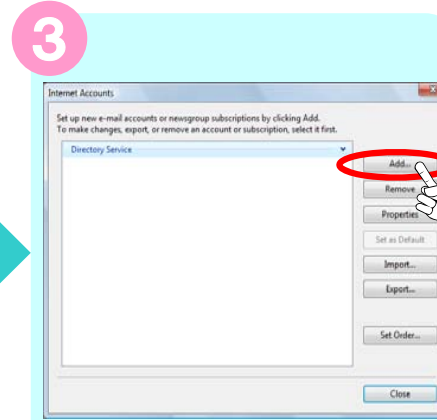 3
Internet Accounts
Set up new e-mail accounts or newsgroup subscriptions by clicking Add.
To make changes, export, or remove an account or subscription, select it first.
Directory Service
Add...
Remove
Properties
Set as Default
Import...
Export...
Set Order...
Close